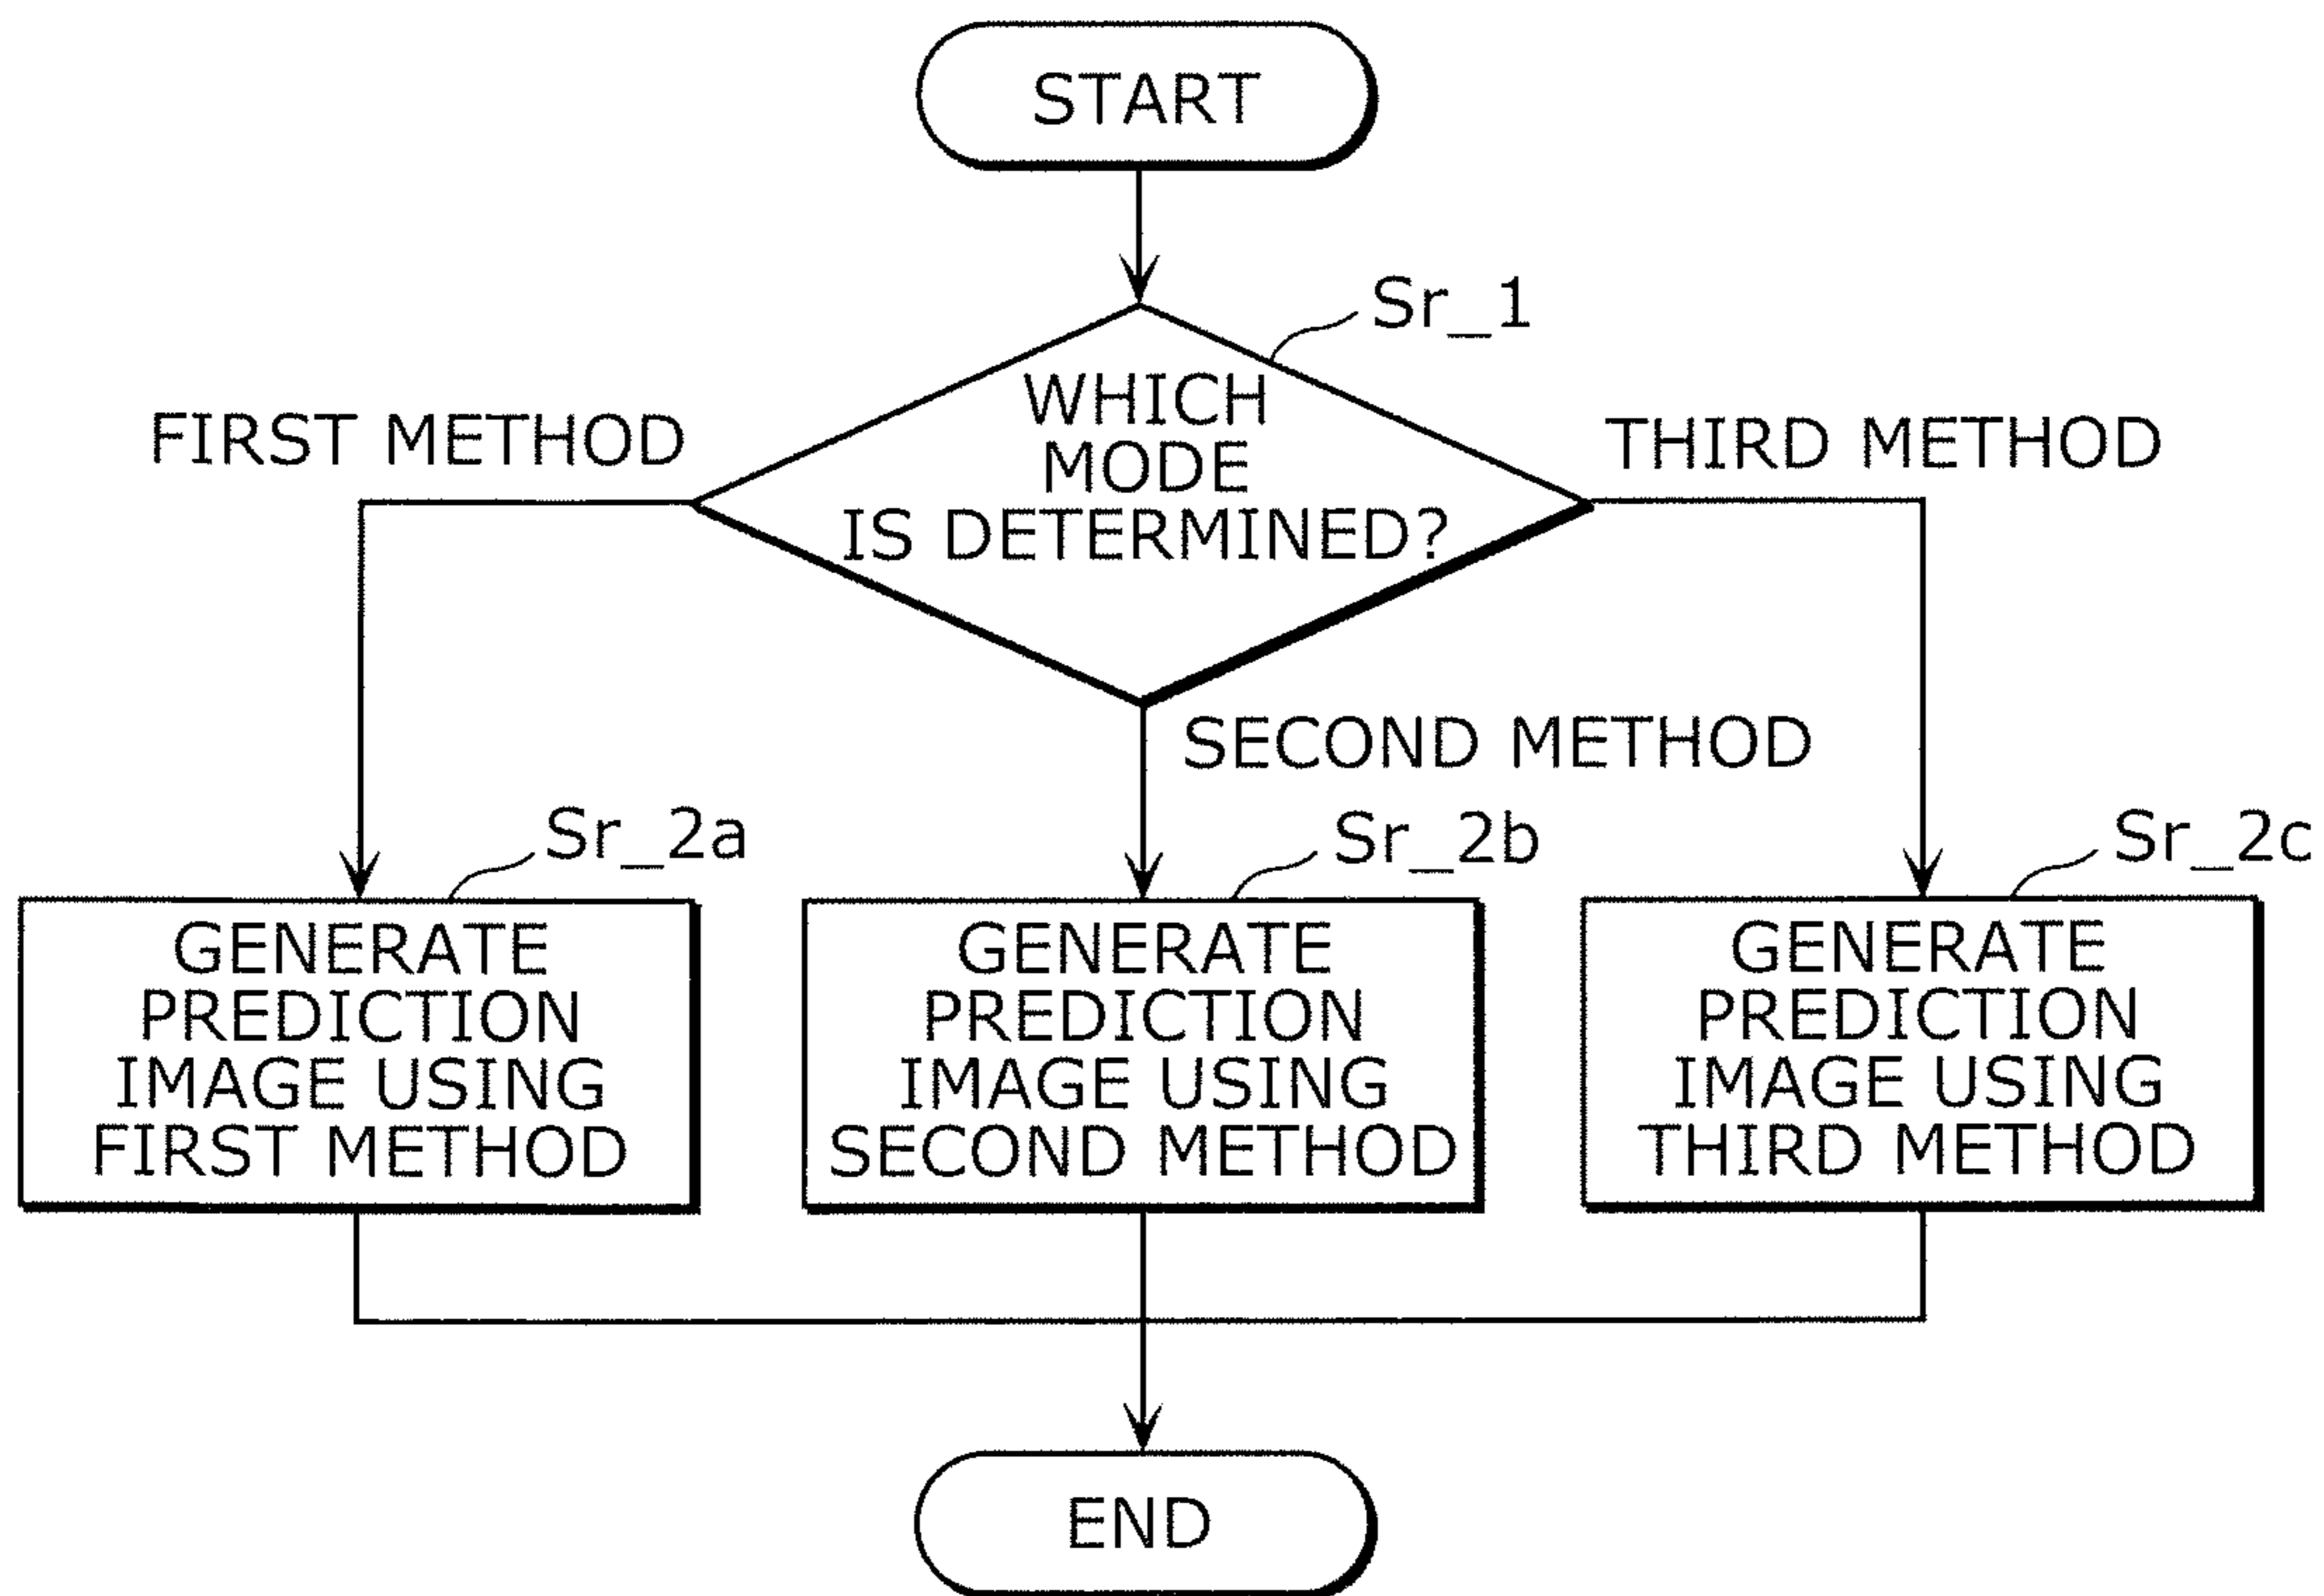 START
Sr_1
WHICH
MODE
IS DETERMINED?
FIRST METHOD
THIRD METHOD
SECOND METHOD
Sr_2a
GENERATE
PREDICTION
IMAGE USING
FIRST METHOD
Sr_2b
GENERATE
PREDICTION
IMAGE USING
SECOND METHOD
Sr_2c
GENERATE
PREDICTION
IMAGE USING
THIRD METHOD
END